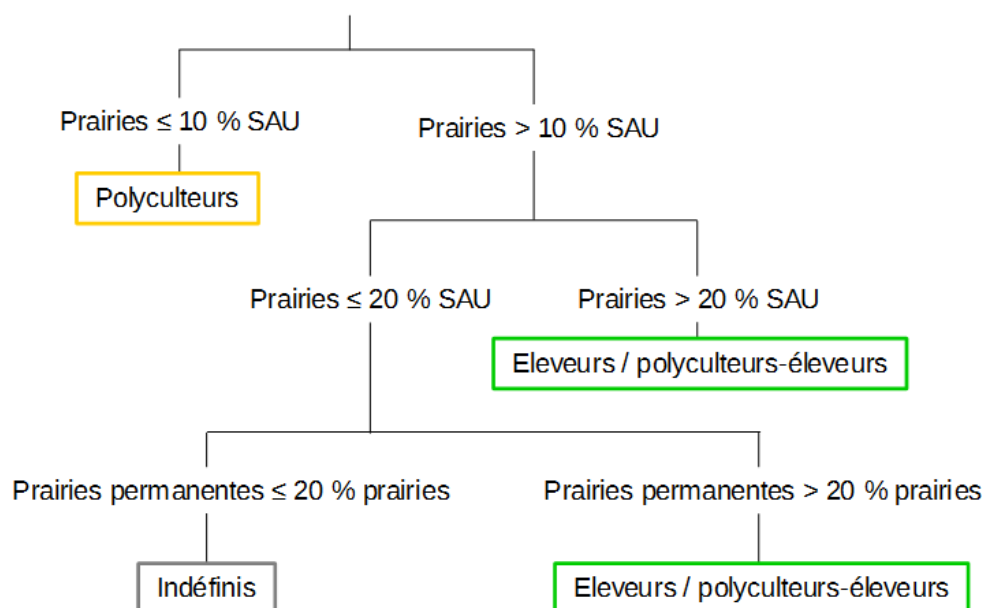 Prairies ≤ 10 % SAU
Prairies > 10 % SAU
Polyculteurs
Prairies ≤ 20 % SAU
Prairies > 20 % SAU
Eleveurs / polyculteurs-éleveurs
Prairies permanentes ≤ 20 % prairies
Prairies permanentes > 20 % prairies
Indéfinis
Eleveurs / polyculteurs-éleveurs